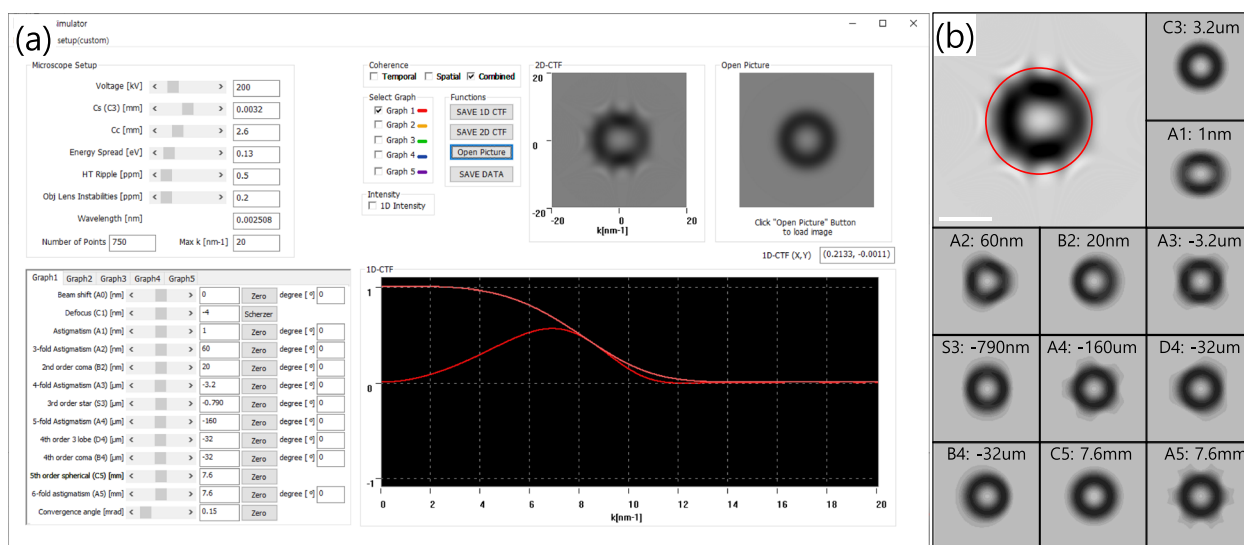 (a)
imulator
setup(custom)
Microscope Setup
Voltage [kV] < > 200
Cs (C3) [mm] < > 0.0032
Cc [mm] < > 2.6
Energy Spread [eV] < > 0.13
HT Ripple [ppm] < > 0.5
Obj Lens Instabilities [ppm] < > 0.2
Wavelength [nm] 0.002508
Number of Points 750 Max k [nm-1] 20
Coherence
Temporal Spatial Combined
Select Graph
Graph 1
Graph 2
Graph 3
Graph 4
Graph 5
Functions
SAVE 1D CTF
SAVE 2D CTF
Open Picture
SAVE DATA
Intensity
1D Intensity
2D-CTF
20
0
-20
-20 0 20
k[nm-1]
Open Picture
Click "Open Picture" Button
to load image
1D-CTF (X,Y) (0.2133, -0.0011)
Graph1 Graph2 Graph3 Graph4 Graph5
Beam shift (A0) [nm] < > 0 Zero degree [ º] 0
Defocus (C1) [nm] < > -4 Scherzer
Astigmatism (A1) [nm] < > 1 Zero degree [ º] 0
3-fold Astigmatism (A2) [nm] < > 60 Zero degree [ º] 0
2nd order coma (B2) [nm] < > 20 Zero degree [ º] 0
4-fold Astigmatism (A3) [µm] < > -3.2 Zero degree [ º] 0
3rd order star (S3) [µm] < > -0.790 Zero degree [ º] 0
5-fold Astigmatism (A4) [µm] < > -160 Zero degree [ º] 0
4th order 3 lobe (D4) [µm] < > -32 Zero degree [ º] 0
4th order coma (B4) [µm] < > -32 Zero degree [ º] 0
5th order spherical (C5) [mm] < > 7.6 Zero
6-fold astigmatism (A5) [mm] < > 7.6 Zero degree [ º] 0
Convergence angle [mrad] < > 0.15 Zero
1D-CTF
1
0
-1
0 2 4 6 8 10 12 14 16 18 20
k[nm-1]
(b)
C3: 3.2um
A1: 1nm
A2: 60nm
B2: 20nm
A3: -3.2um
S3: -790nm
A4: -160um
D4: -32um
B4: -32um
C5: 7.6mm
A5: 7.6mm